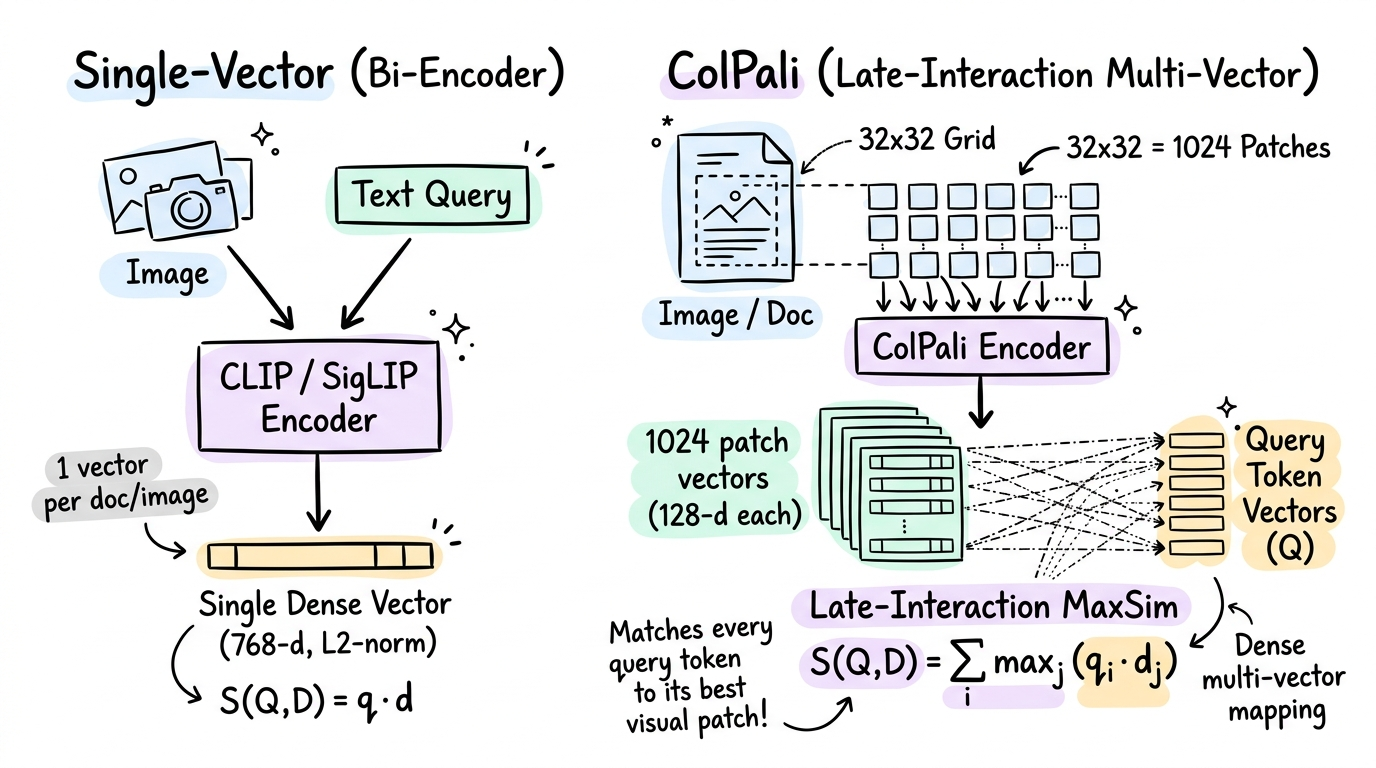 Single-Vector (Bi-Encoder)
Image
Text Query
CLIP / SigLIP
Encoder
1 vector
per doc/image
Single Dense Vector
(768-d, L2-norm)
S(Q,D) = q · d
ColPali (Late-Interaction Multi-Vector)
32x32 Grid
32x32 = 1024 Patches
Image / Doc
ColPali Encoder
1024 patch
vectors
(128-d each)
Query
Token
Vectors
(Q)
Late-Interaction MaxSim
S(Q,D) = ∑ᵢ maxⱼ (qᵢ · dⱼ)
Matches every
query token
to its best
visual patch!
Dense
multi-vector
mapping